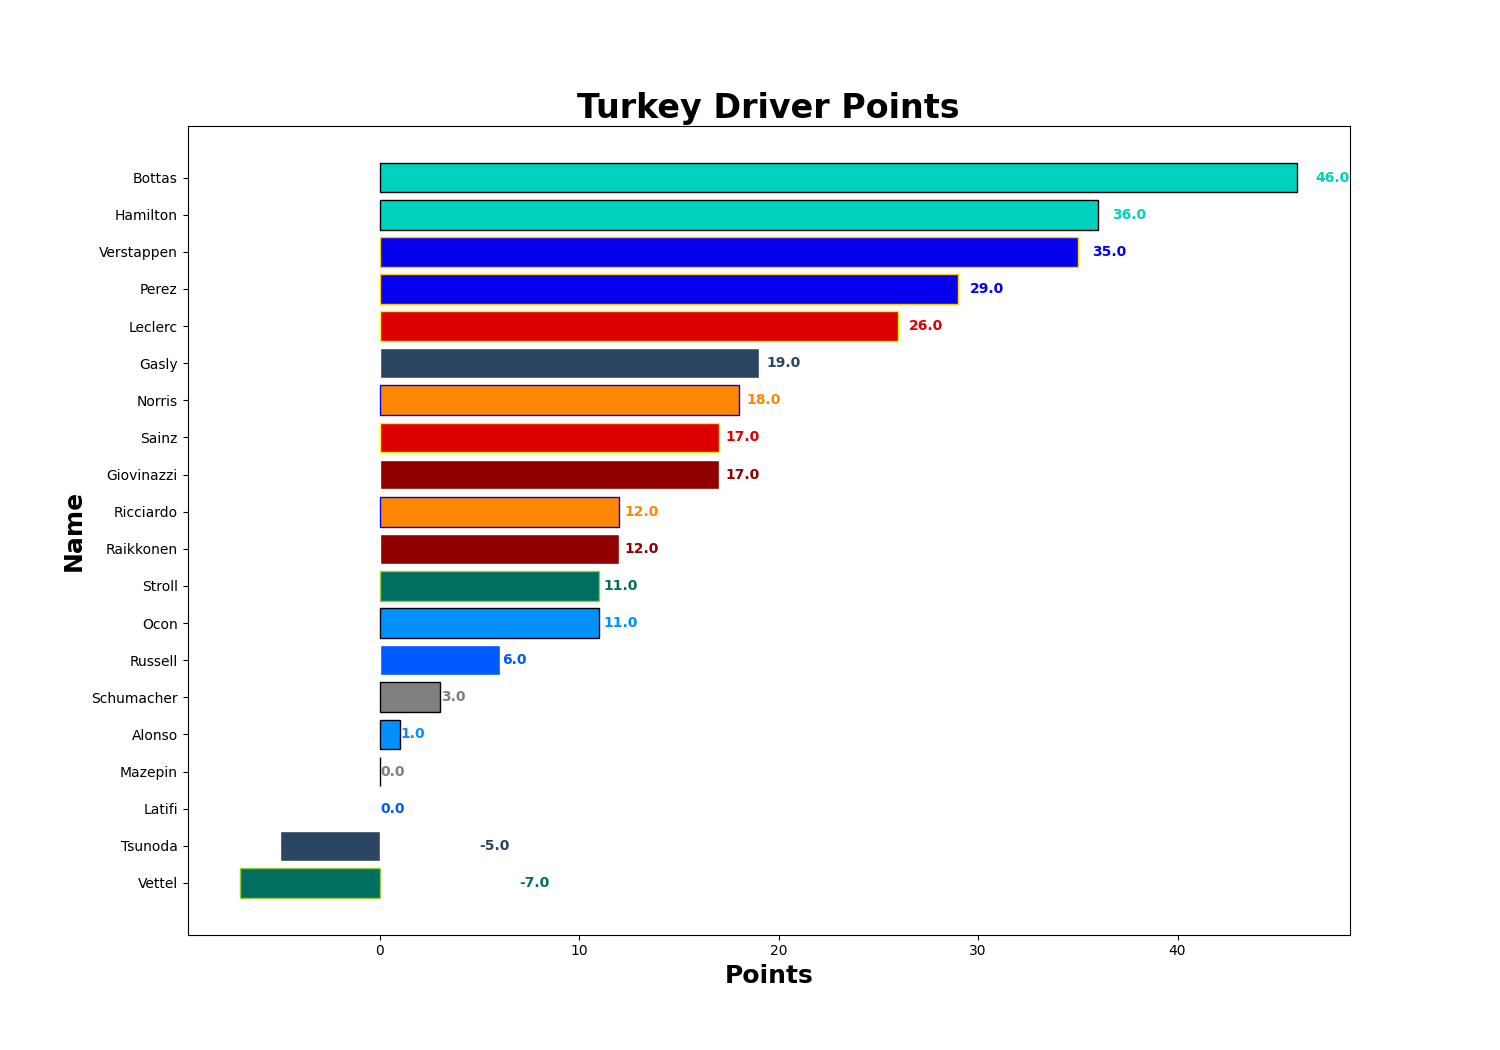 Turkey Driver Points
Bottas 46.0
Hamilton 36.0
Verstappen 35.0
Perez 29.0
Leclerc 26.0
Gasly 19.0
Norris 18.0
Sainz 17.0
Giovinazzi 17.0
Ricciardo 12.0
Raikkonen 12.0
Stroll 11.0
Ocon 11.0
Russell 6.0
Schumacher 3.0
Alonso 1.0
Mazepin 0.0
Latifi 0.0
Tsunoda -5.0
Vettel -7.0
Name
0 10 20 30 40
Points